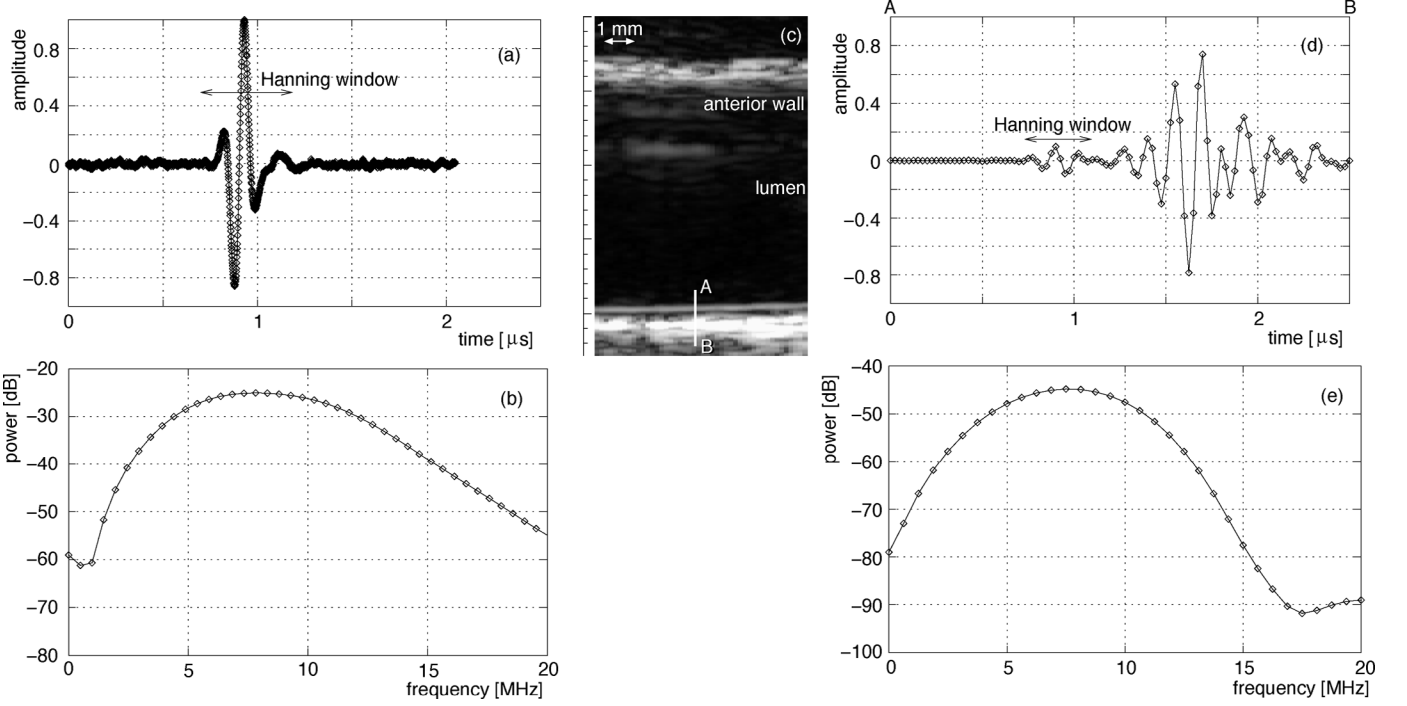 (a)
amplitude
0.8
0.4
0
−0.4
−0.8
Hanning window
0 1 2
time [ μs]
(c)
1 mm
anterior wall
lumen
A
B
A B
(d)
amplitude
0.8
0.4
0
−0.4
−0.8
Hanning window
0 1 2
time [ μs]
(b)
power [dB]
−20
−30
−40
−50
−60
−70
−80
0 5 10 15 20
frequency [MHz]
(e)
power [dB]
−40
−50
−60
−70
−80
−90
−100
0 5 10 15 20
frequency [MHz]